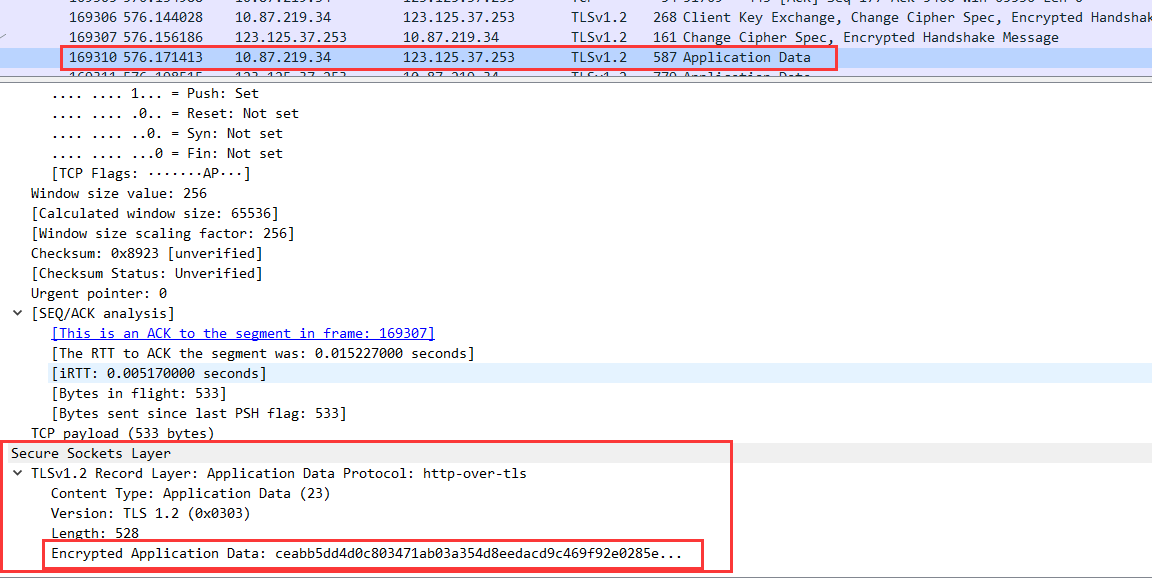 169306 576.144028 10.87.219.34 123.125.37.253 TLSv1.2 268 Client Key Exchange, Change Cipher Spec, Encrypted Handshake
169307 576.156186 123.125.37.253 10.87.219.34 TLSv1.2 161 Change Cipher Spec, Encrypted Handshake Message
169310 576.171413 10.87.219.34 123.125.37.253 TLSv1.2 587 Application Data
.... .... 1... = Push: Set
.... .... .0.. = Reset: Not set
.... .... ..0. = Syn: Not set
.... .... ...0 = Fin: Not set
[TCP Flags: ·······AP···]
Window size value: 256
[Calculated window size: 65536]
[Window size scaling factor: 256]
Checksum: 0x8923 [unverified]
[Checksum Status: Unverified]
Urgent pointer: 0
[SEQ/ACK analysis]
[This is an ACK to the segment in frame: 169307]
[The RTT to ACK the segment was: 0.015227000 seconds]
[iRTT: 0.005170000 seconds]
[Bytes in flight: 533]
[Bytes sent since last PSH flag: 533]
TCP payload (533 bytes)
Secure Sockets Layer
TLSv1.2 Record Layer: Application Data Protocol: http-over-tls
Content Type: Application Data (23)
Version: TLS 1.2 (0x0303)
Length: 528
Encrypted Application Data: ceabb5dd4d0c803471ab03a354d8eedacd9c469f92e0285e...